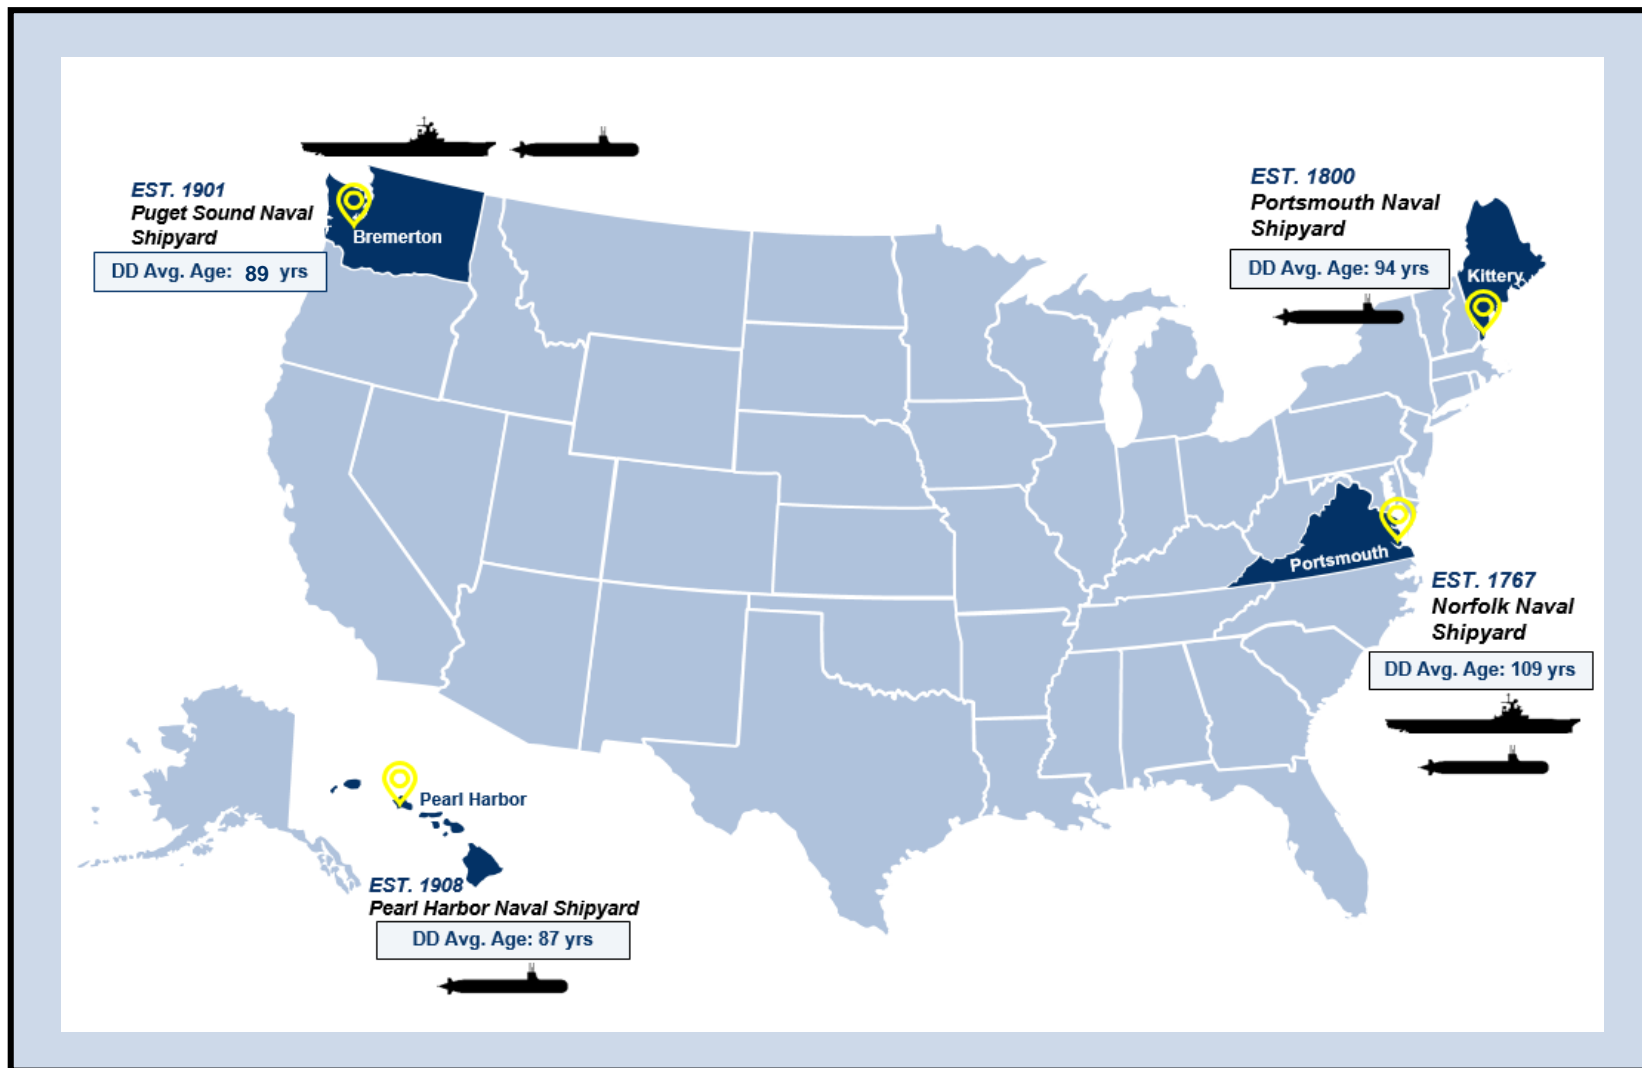 EST. 1901
Puget Sound Naval
Shipyard
DD Avg. Age: 89 yrs
Bremerton
EST. 1800
Portsmouth Naval
Shipyard
DD Avg. Age: 94 yrs
Kittery
Portsmouth
EST. 1767
Norfolk Naval
Shipyard
DD Avg. Age: 109 yrs
Pearl Harbor
EST. 1908
Pearl Harbor Naval Shipyard
DD Avg. Age: 87 yrs